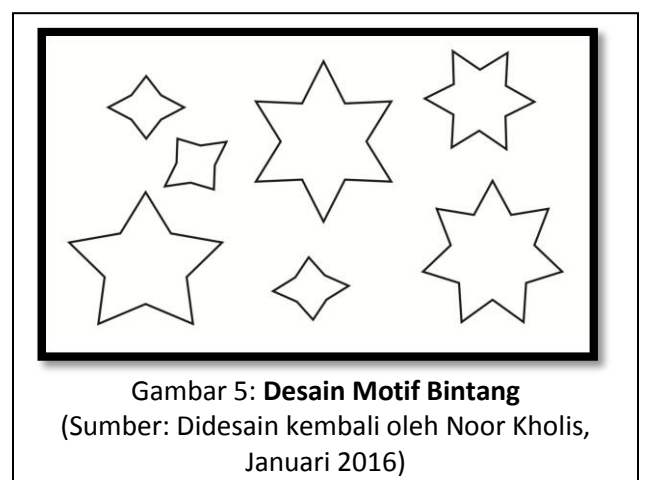 Gambar 5: Desain Motif Bintang
(Sumber: Didesain kembali oleh Noor Kholis,
Januari 2016)